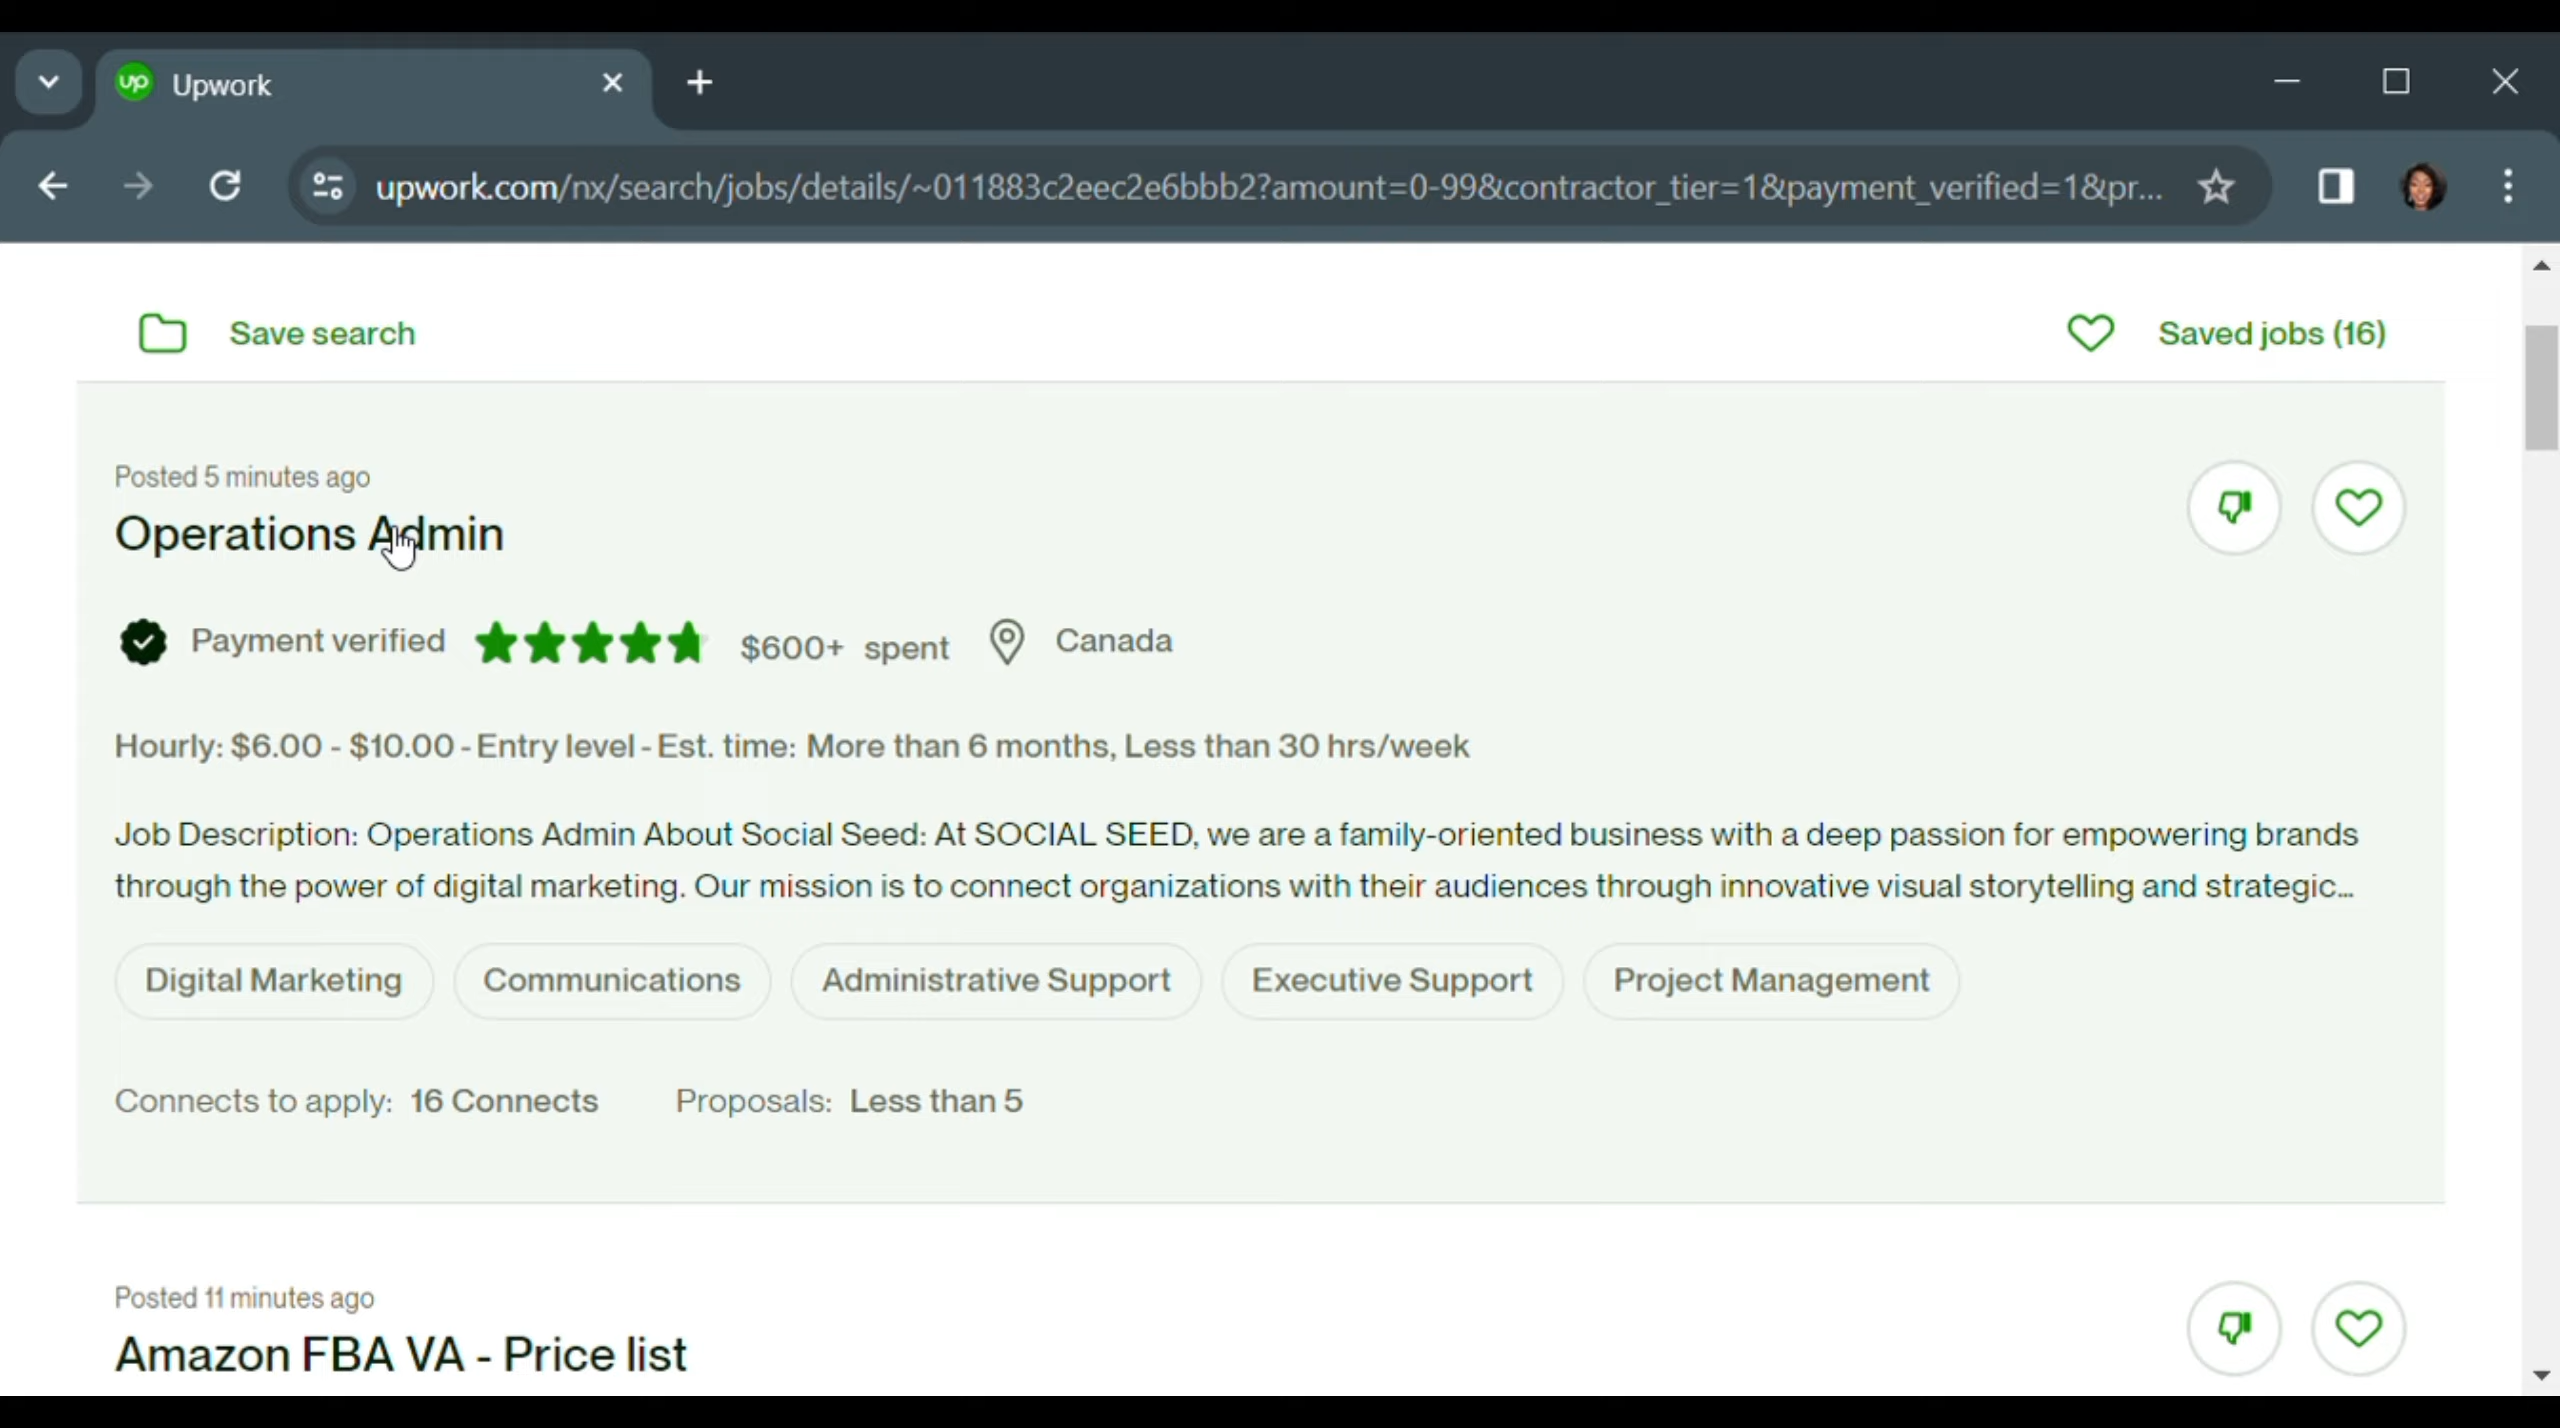 up Upwork
upwork.com/nx/search/jobs/details/~011883c2eec2e6bbb2?amount=0-99&contractor_tier=1&payment_verified=1&pr...
Save search
Saved jobs (16)
Posted 5 minutes ago
Operations Admin
Payment verified $600+ spent Canada
Hourly: $6.00 - $10.00 - Entry level - Est. time: More than 6 months, Less than 30 hrs/week
Job Description: Operations Admin About Social Seed: At SOCIAL SEED, we are a family-oriented business with a deep passion for empowering brands
through the power of digital marketing. Our mission is to connect organizations with their audiences through innovative visual storytelling and strategic...
Digital Marketing Communications Administrative Support Executive Support Project Management
Connects to apply: 16 Connects Proposals: Less than 5
Posted 11 minutes ago
Amazon FBA VA - Price list